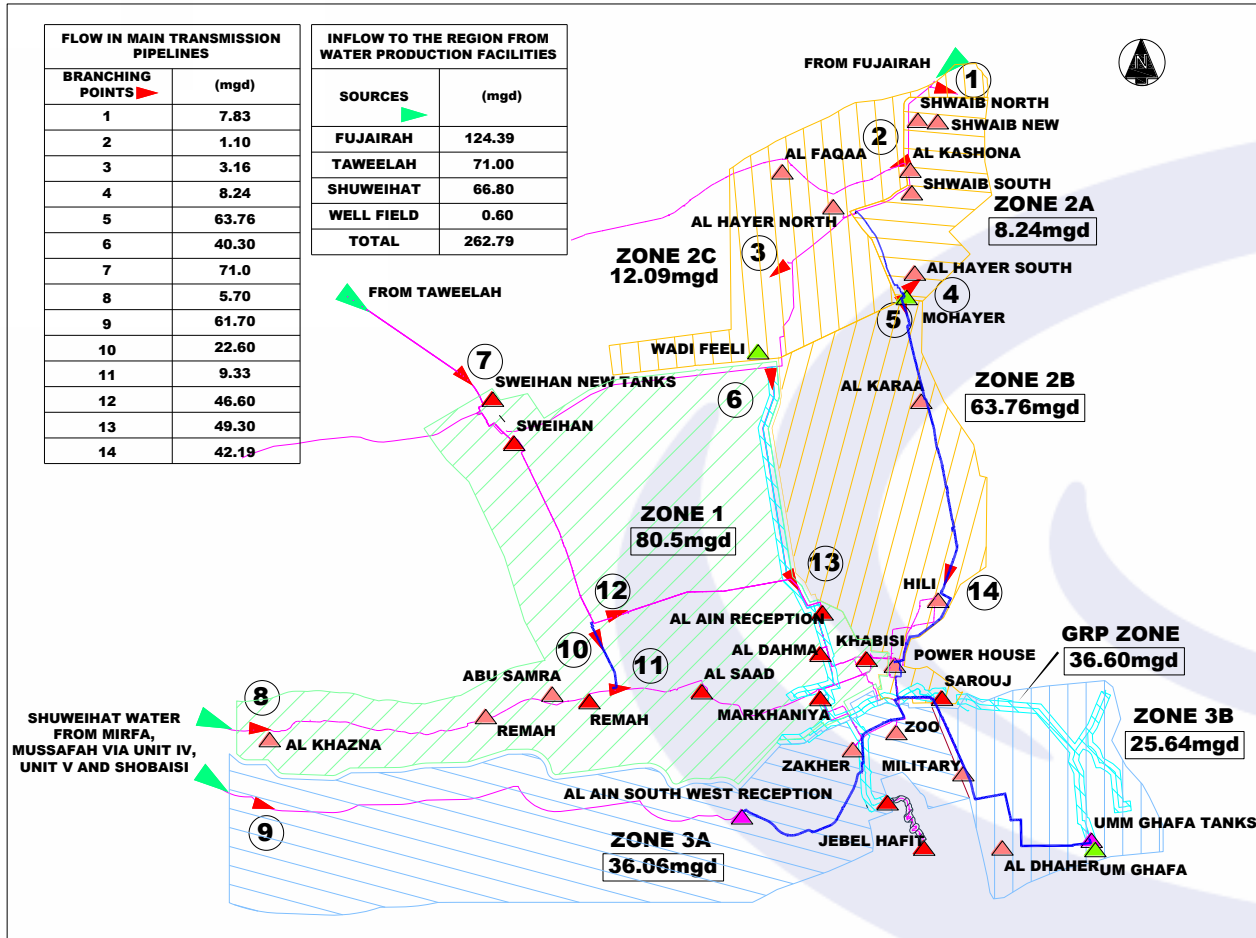 FLOW IN MAIN TRANSMISSION
PIPELINES
BRANCHING
POINTS
(mgd)
1 7.83
2 1.10
3 3.16
4 8.24
5 63.76
6 40.30
7 71.0
8 5.70
9 61.70
10 22.60
11 9.33
12 46.60
13 49.30
14 42.19
INFLOW TO THE REGION FROM
WATER PRODUCTION FACILITIES
SOURCES
(mgd)
FUJAIRAH 124.39
TAWEELAH 71.00
SHUWEIHAT 66.80
WELL FIELD 0.60
TOTAL 262.79
N
FROM FUJAIRAH
1
SHWAIB NORTH
SHWAIB NEW
2
AL FAQAA
AL KASHONA
SHWAIB SOUTH
ZONE 2A
8.24mgd
AL HAYER NORTH
ZONE 2C
12.09mgd
3
AL HAYER SOUTH
4
5
MOHAYER
FROM TAWEELAH
WADI FEELI
7
SWEIHAN NEW TANKS
6
AL KARAA
ZONE 2B
63.76mgd
SWEIHAN
ZONE 1
80.5mgd
13
12
HILI
14
AL AIN RECEPTION
10
11
AL DAHMA
KHABISI
POWER HOUSE
GRP ZONE
36.60mgd
ABU SAMRA
AL SAAD
SAROUJ
8
REMAH
REMAH
MARKHANIYA
SHUWEIHAT WATER
FROM MIRFA,
MUSSAFAH VIA UNIT IV,
UNIT V AND SHOBAISI
AL KHAZNA
ZOO
ZONE 3B
25.64mgd
ZAKHER
MILITARY
AL AIN SOUTH WEST RECEPTION
9
ZONE 3A
36.06mgd
JEBEL HAFIT
UMM GHAFA TANKS
AL DHAHER
UM GHAFA